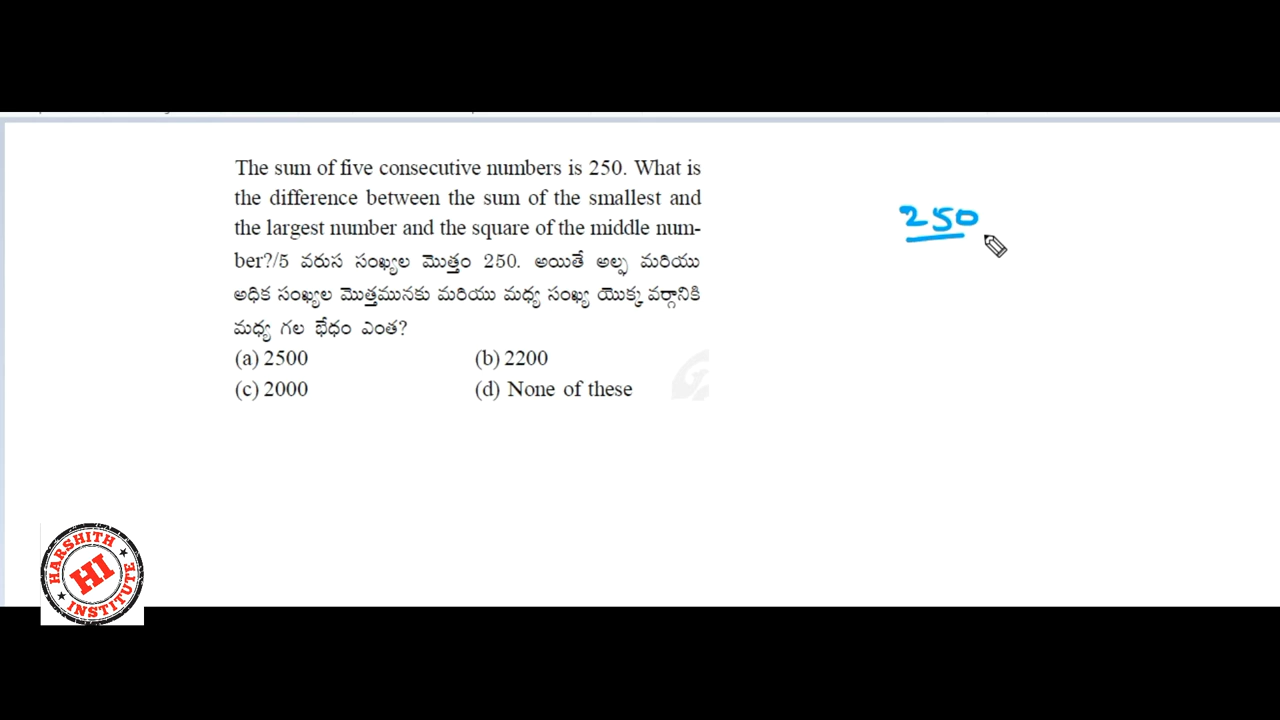 The sum of five consecutive numbers is 250. What is
the difference between the sum of the smallest and
the largest number and the square of the middle num-
ber?/5 వరుస సంఖ్యల మొత్తం 250. అయితే అల్ప మరియు
అధిక సంఖ్యల మొత్తమునకు మరియు మధ్య సంఖ్య యొక్క వర్గానికి
మధ్య గల భేధం ఎంత?
(a) 2500 (b) 2200
(c) 2000 (d) None of these
250
HARSHITH
HI
INSTITUTE